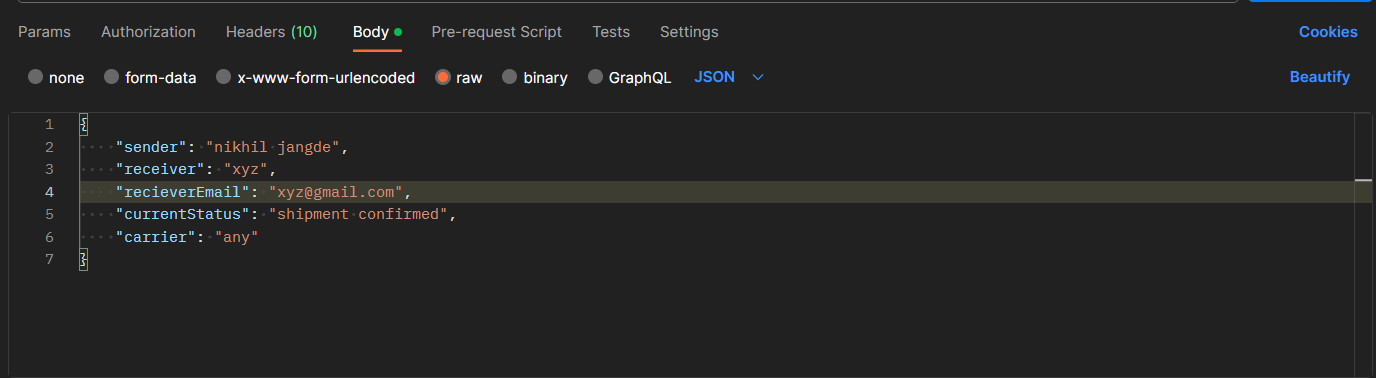 Params Authorization Headers (10) Body Pre-request Script Tests Settings Cookies
none form-data x-www-form-urlencoded raw binary GraphQL JSON Beautify
1 {
2 "sender": "nikhil jangde",
3 "receiver": "xyz",
4 "recieverEmail": "xyz@gmail.com",
5 "currentStatus": "shipment confirmed",
6 "carrier": "any"
7 }